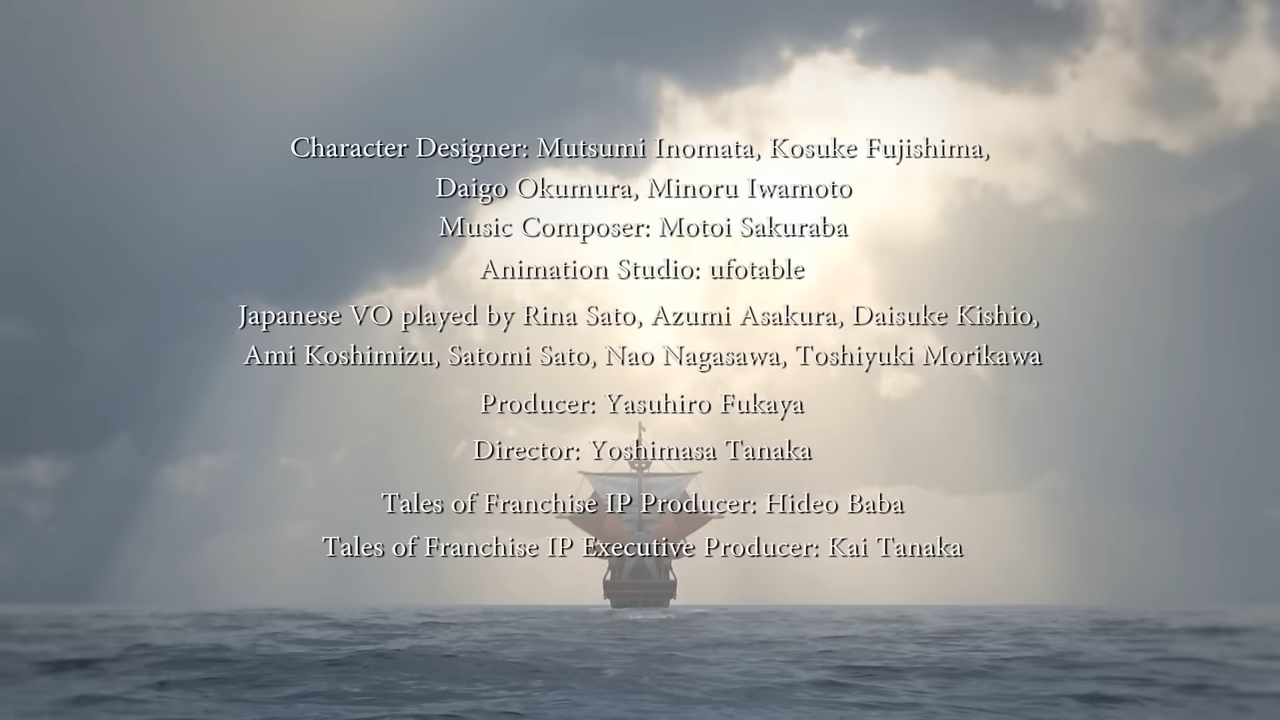 Character Designer: Mutsumi Inomata, Kosuke Fujishima,
Daigo Okumura, Minoru Iwamoto
Music Composer: Motoi Sakuraba
Animation Studio: ufotable
Japanese VO played by Rina Sato, Azumi Asakura, Daisuke Kishio,
Ami Koshimizu, Satomi Sato, Nao Nagasawa, Toshiyuki Morikawa
Producer: Yasuhiro Fukaya
Director: Yoshimasa Tanaka
Tales of Franchise IP Producer: Hideo Baba
Tales of Franchise IP Executive Producer: Kai Tanaka